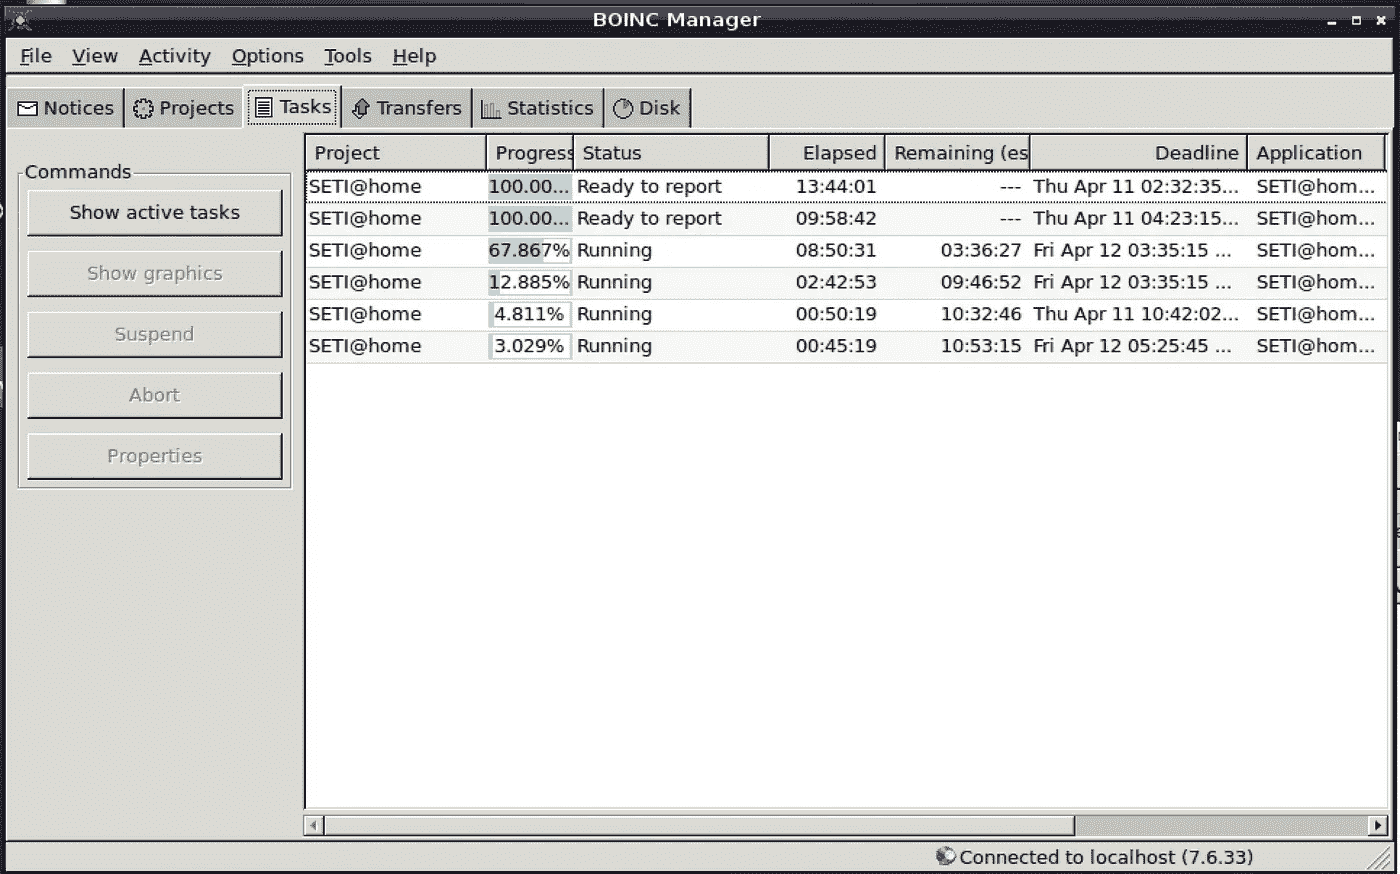 BOINC Manager
File View Activity Options Tools Help
Notices Projects Tasks Transfers Statistics Disk
Commands
Show active tasks
Show graphics
Suspend
Abort
Properties
Project Progress Status Elapsed Remaining (es Deadline Application
SETI@home 100.00... Ready to report 13:44:01 --- Thu Apr 11 02:32:35... SETI@hom...
SETI@home 100.00... Ready to report 09:58:42 --- Thu Apr 11 04:23:15... SETI@hom...
SETI@home 67.867% Running 08:50:31 03:36:27 Fri Apr 12 03:35:15 ... SETI@hom...
SETI@home 12.885% Running 02:42:53 09:46:52 Fri Apr 12 03:35:15 ... SETI@hom...
SETI@home 4.811% Running 00:50:19 10:32:46 Thu Apr 11 10:42:02... SETI@hom...
SETI@home 3.029% Running 00:45:19 10:53:15 Fri Apr 12 05:25:45 ... SETI@hom...
Connected to localhost (7.6.33)